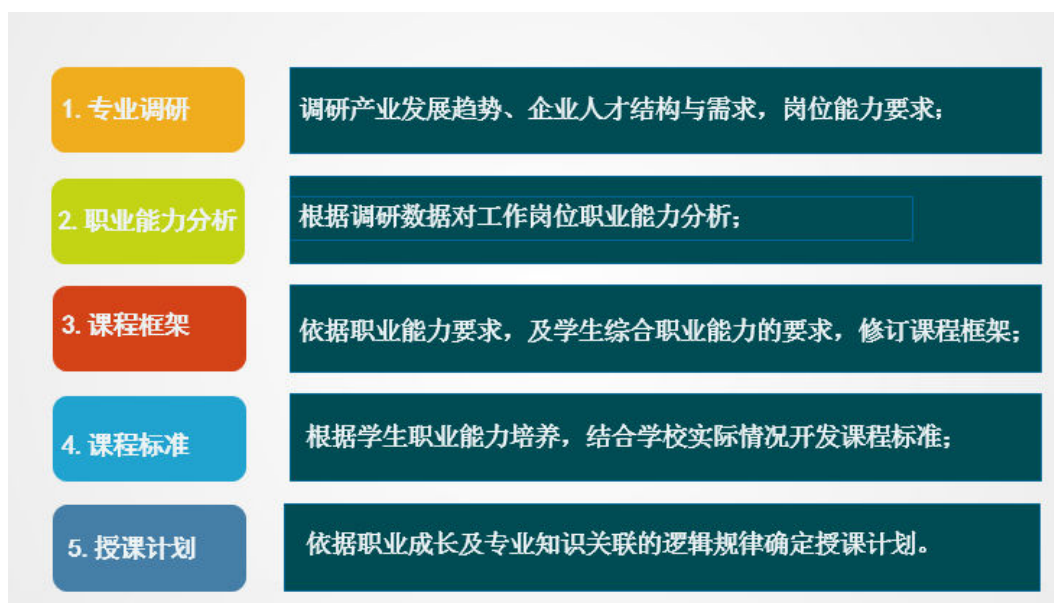 1. 专业调研
调研产业发展趋势、企业人才结构与需求，岗位能力要求；
2. 职业能力分析
根据调研数据对工作岗位职业能力分析；
3. 课程框架
依据职业能力要求，及学生综合职业能力的要求，修订课程框架；
4. 课程标准
根据学生职业能力培养，结合学校实际情况开发课程标准；
5. 授课计划
依据职业成长及专业知识关联的逻辑规律确定授课计划。